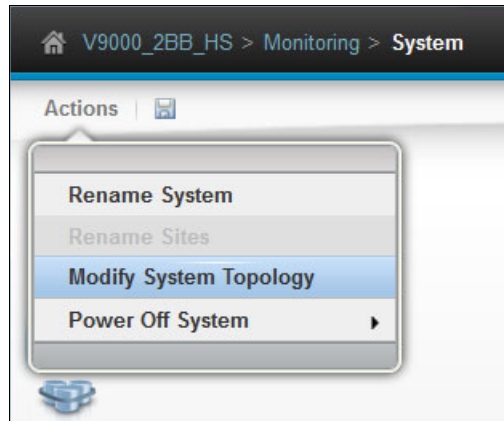 V9000_2BB_HS > Monitoring > System
Actions
Rename System
Rename Sites
Modify System Topology
Power Off System